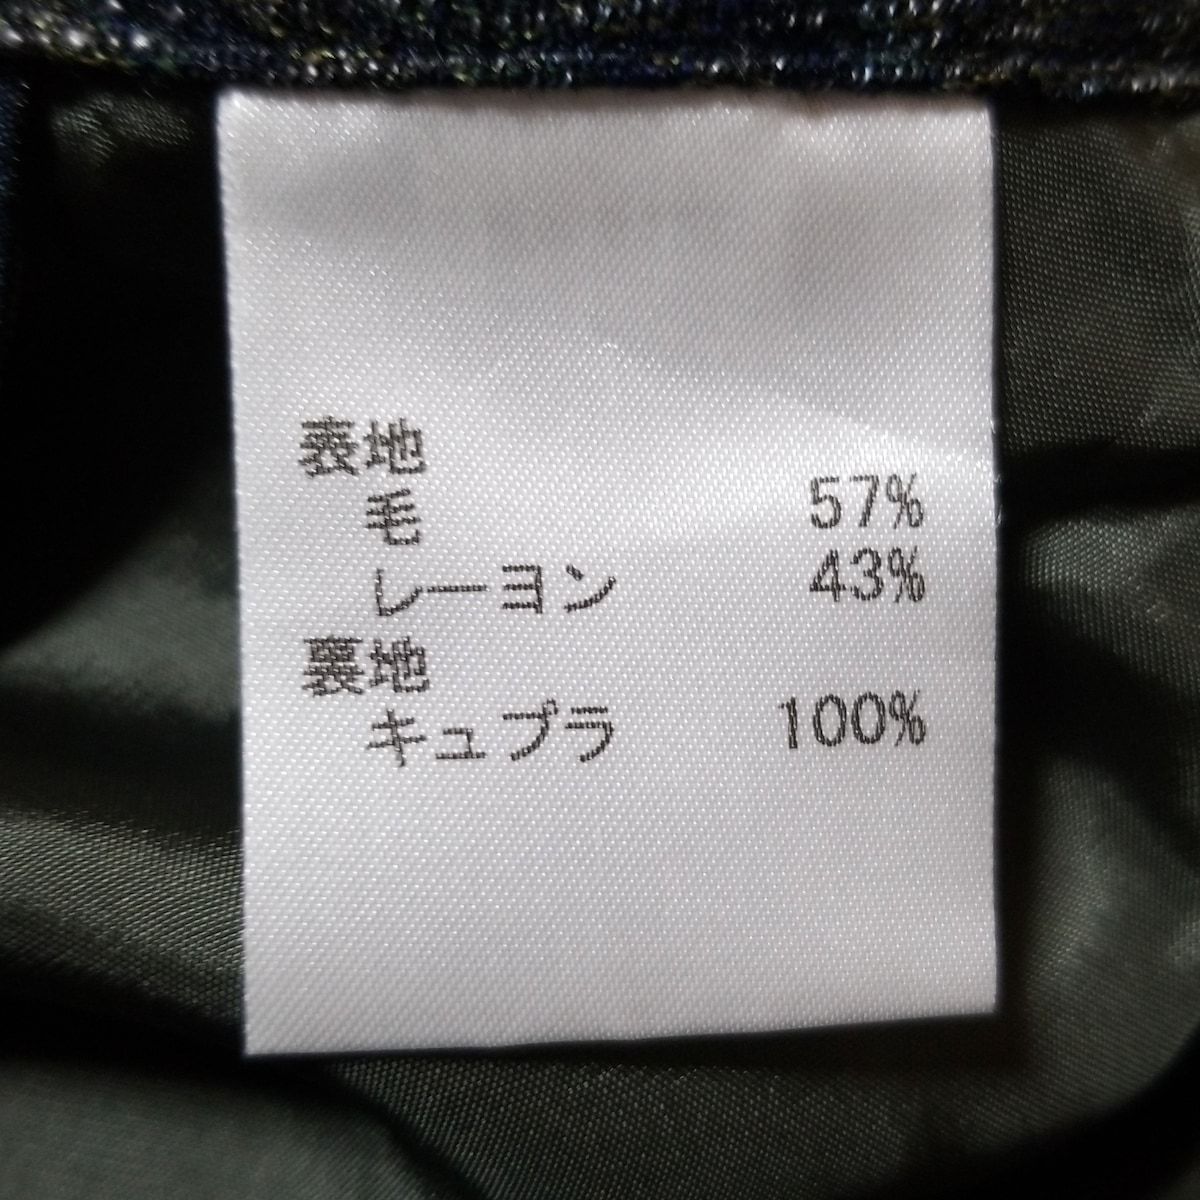 表地
毛 57%
レーヨン 43%
裏地
キュプラ 100%